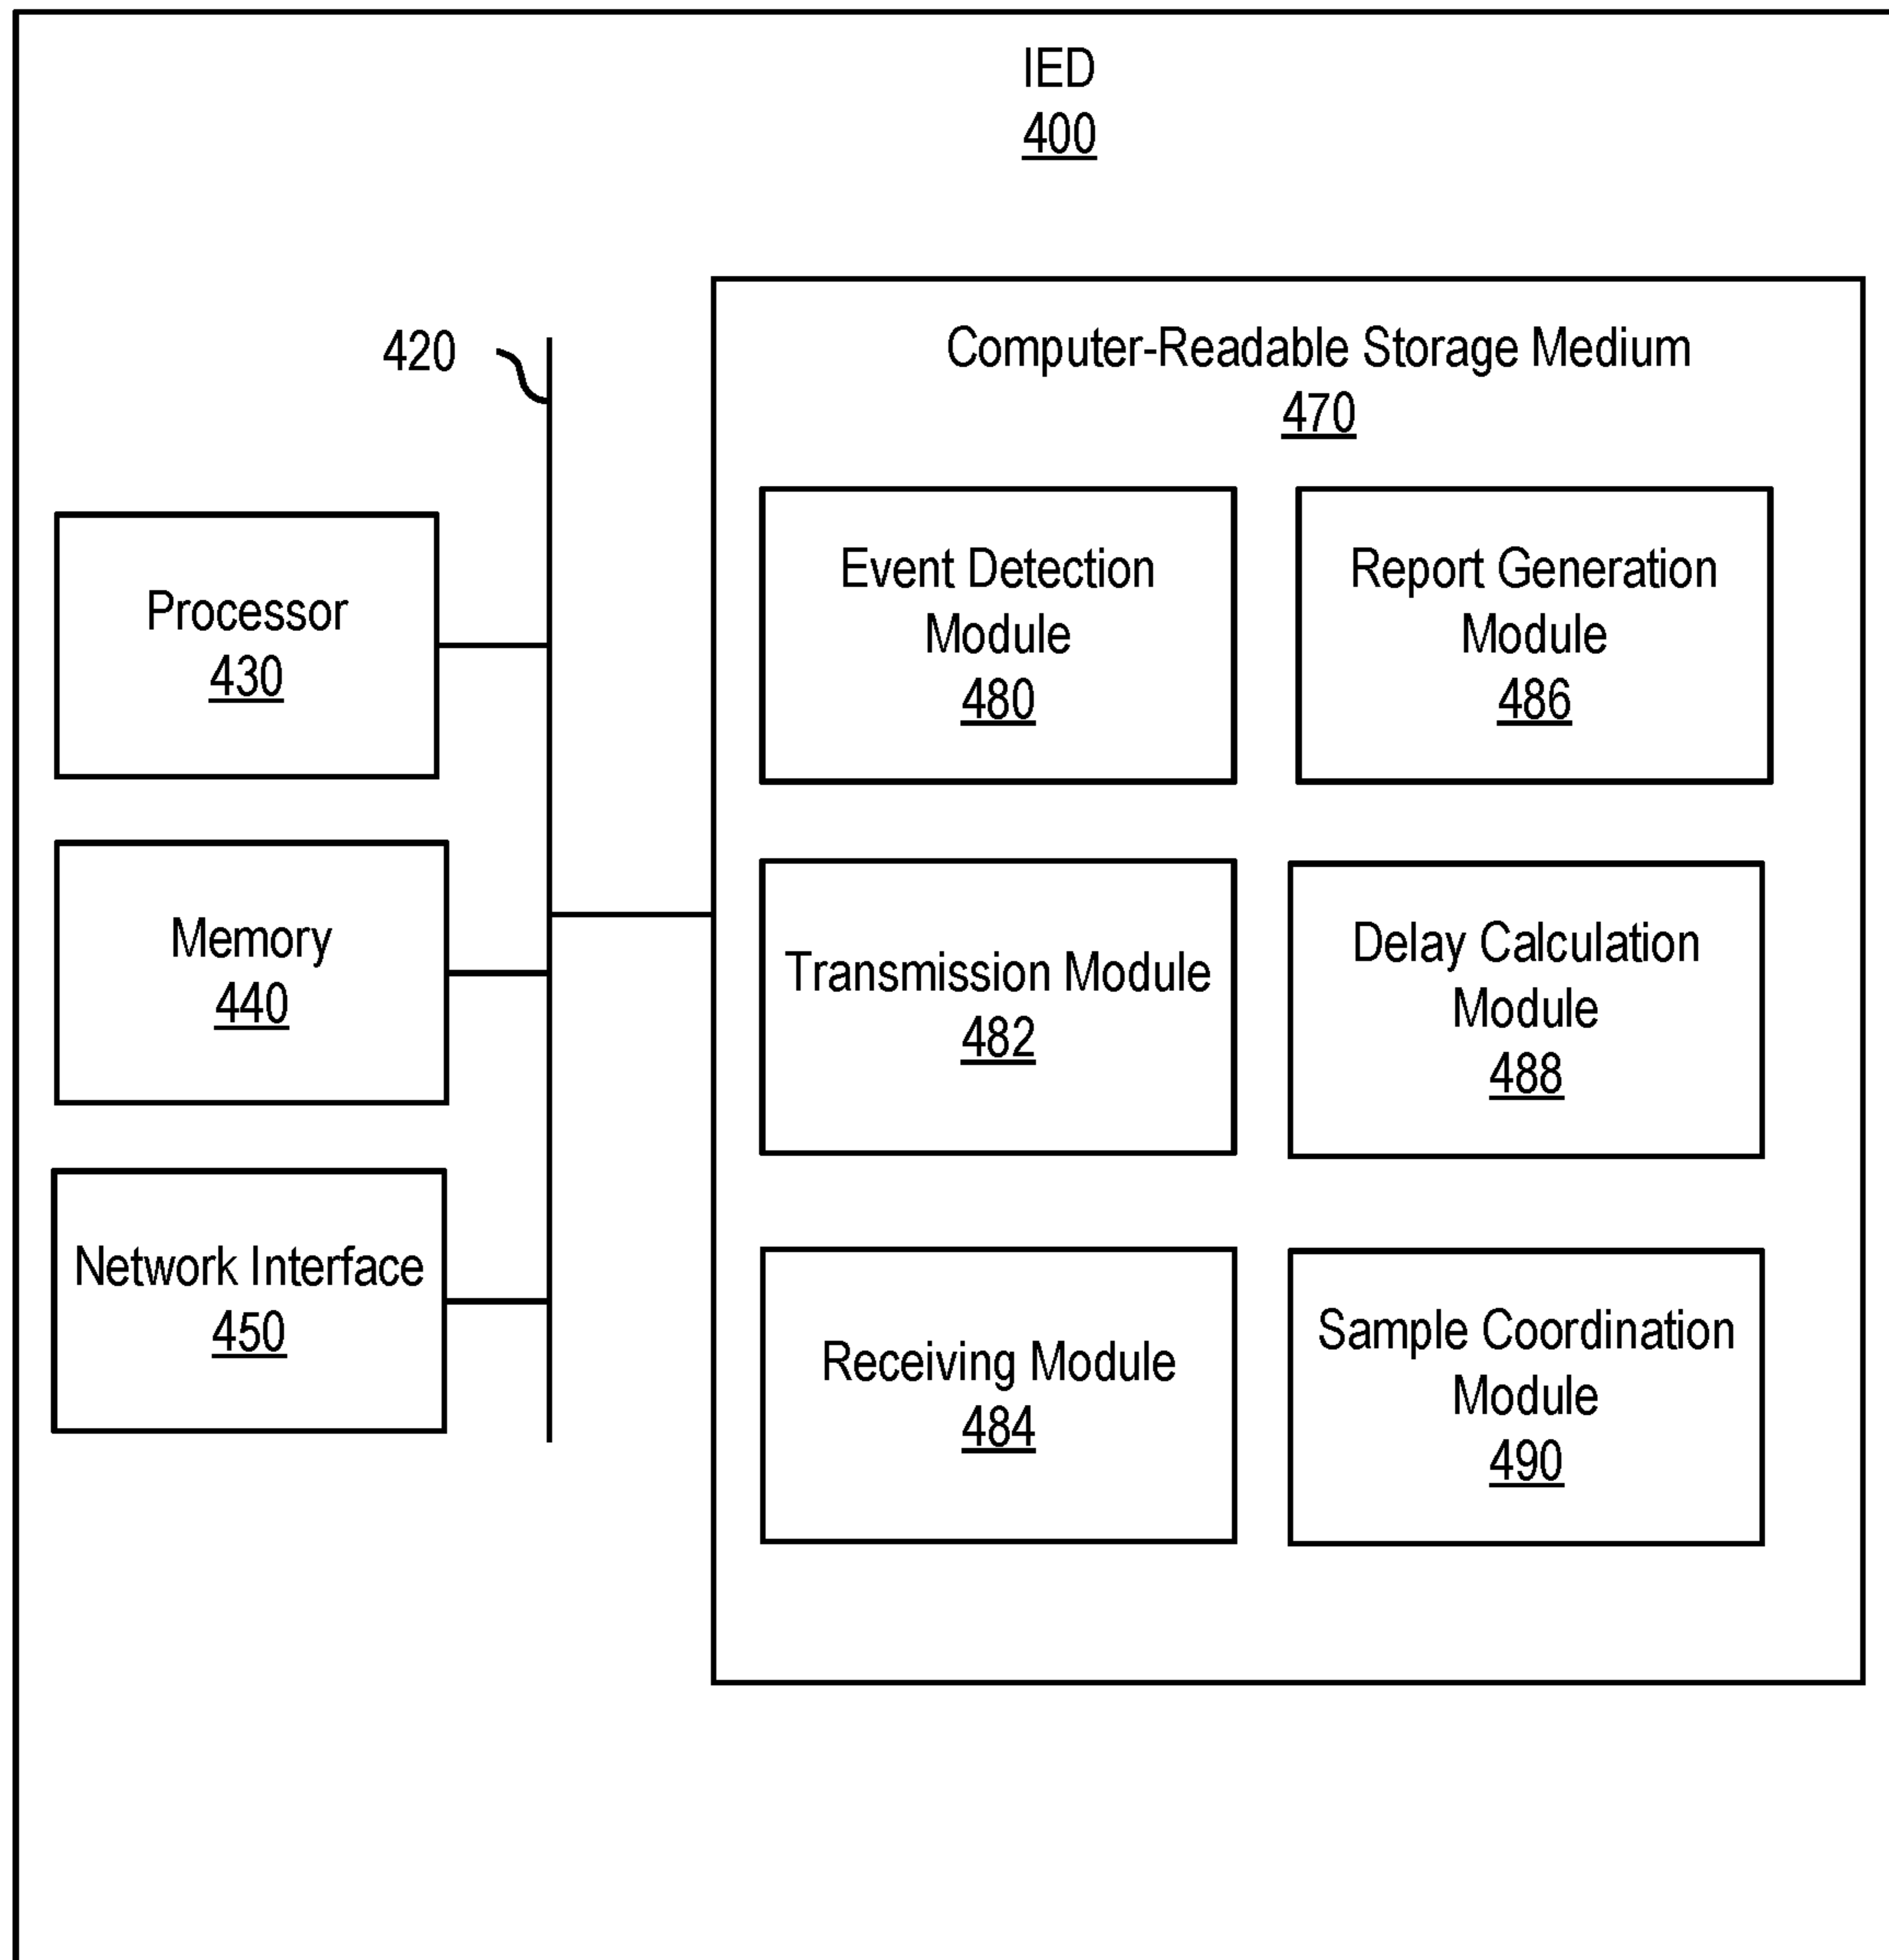 IED
400
420
Computer-Readable Storage Medium
470
Processor
430
Memory
440
Network Interface
450
Event Detection
Module
480
Report Generation
Module
486
Transmission Module
482
Delay Calculation
Module
488
Receiving Module
484
Sample Coordination
Module
490